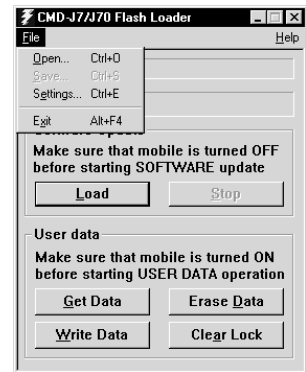 CMD-J7/J70 Flash Loader
File Help
Open... Ctrl+O
Save... Ctrl+S
Settings... Ctrl+E
Exit Alt+F4
Software Update
Make sure that mobile is turned OFF
before starting SOFTWARE update
Load Stop
User data
Make sure that mobile is turned ON
before starting USER DATA operation
Get Data Erase Data
Write Data Clear Lock